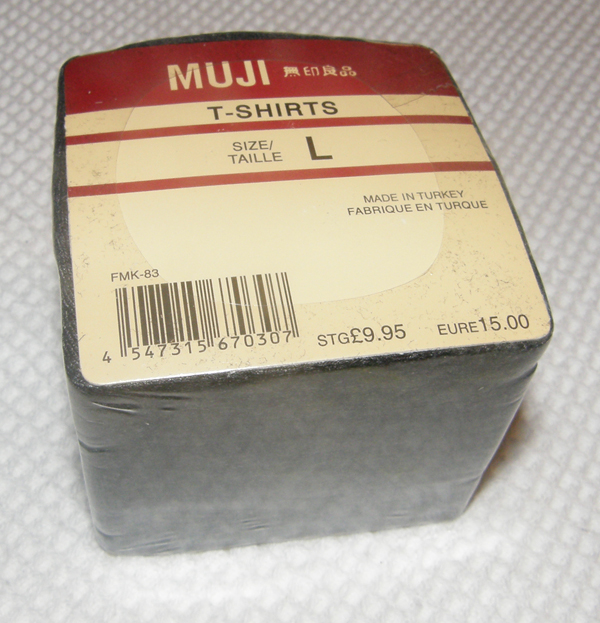 MUJI 無印良品
T-SHIRTS
SIZE/
TAILLE L
MADE IN TURKEY
FABRIQUE EN TURQUE
FMK-83
4 547315 670307
STG£9.95 EURE15.00